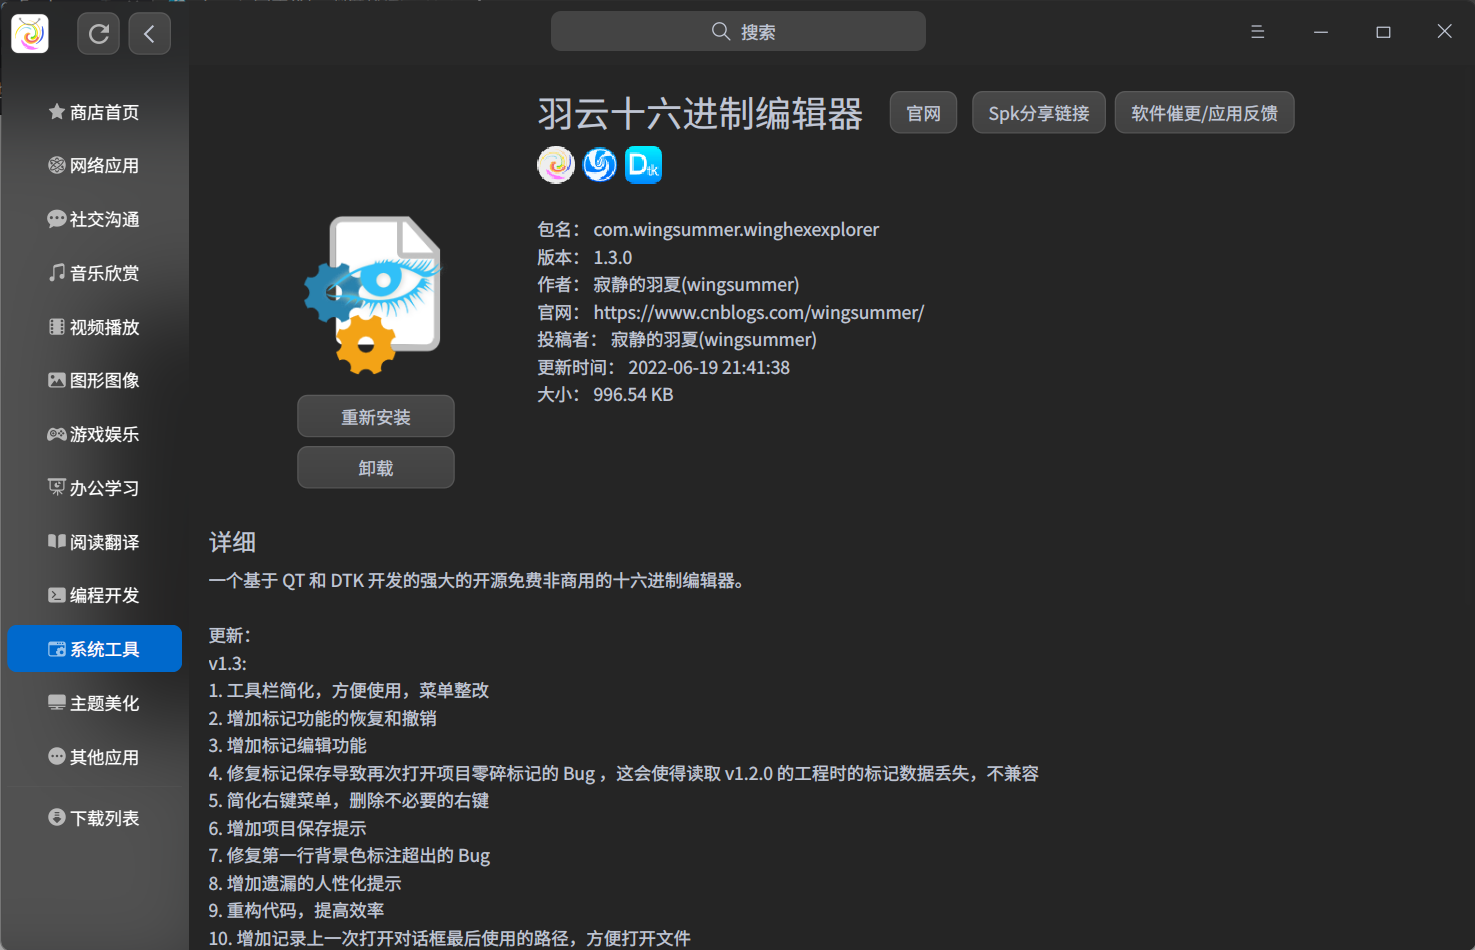 搜索
商店首页
网络应用
社交沟通
音乐欣赏
视频播放
图形图像
游戏娱乐
办公学习
阅读翻译
编程开发
系统工具
主题美化
其他应用
下载列表
羽云十六进制编辑器
官网
Spk分享链接
软件催更/应用反馈
Dtk
包名： com.wingsummer.winghexexplorer
版本： 1.3.0
作者： 寂静的羽夏(wingsummer)
官网： https://www.cnblogs.com/wingsummer/
投稿者： 寂静的羽夏(wingsummer)
更新时间： 2022-06-19 21:41:38
大小： 996.54 KB
重新安装
卸载
详细
一个基于 QT 和 DTK 开发的强大的开源免费非商用的十六进制编辑器。
更新：
v1.3:
1. 工具栏简化，方便使用，菜单整改
2. 增加标记功能的恢复和撤销
3. 增加标记编辑功能
4. 修复标记保存导致再次打开项目零碎标记的 Bug ，这会使得读取 v1.2.0 的工程时的标记数据丢失，不兼容
5. 简化右键菜单，删除不必要的右键
6. 增加项目保存提示
7. 修复第一行背景色标注超出的 Bug
8. 增加遗漏的人性化提示
9. 重构代码，提高效率
10. 增加记录上一次打开对话框最后使用的路径，方便打开文件